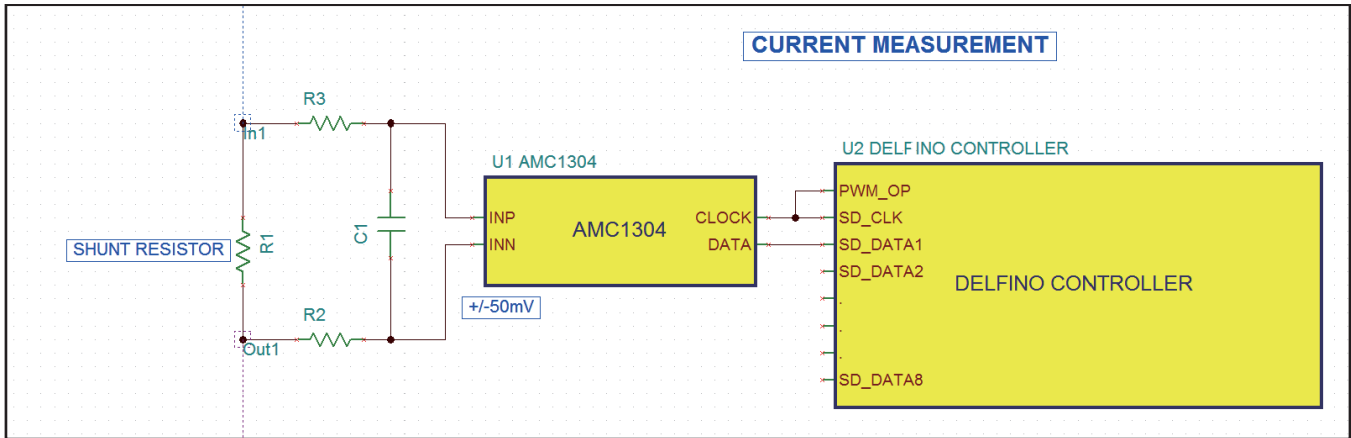 CURRENT MEASUREMENT
R3
In1
SHUNT RESISTOR
R1
C1
R2
Out1
U1 AMC1304
INP
INN
AMC1304
CLOCK
DATA
+/-50mV
U2 DELFINO CONTROLLER
PWM_OP
SD_CLK
SD_DATA1
SD_DATA2
.
.
.
SD_DATA8
DELFINO CONTROLLER